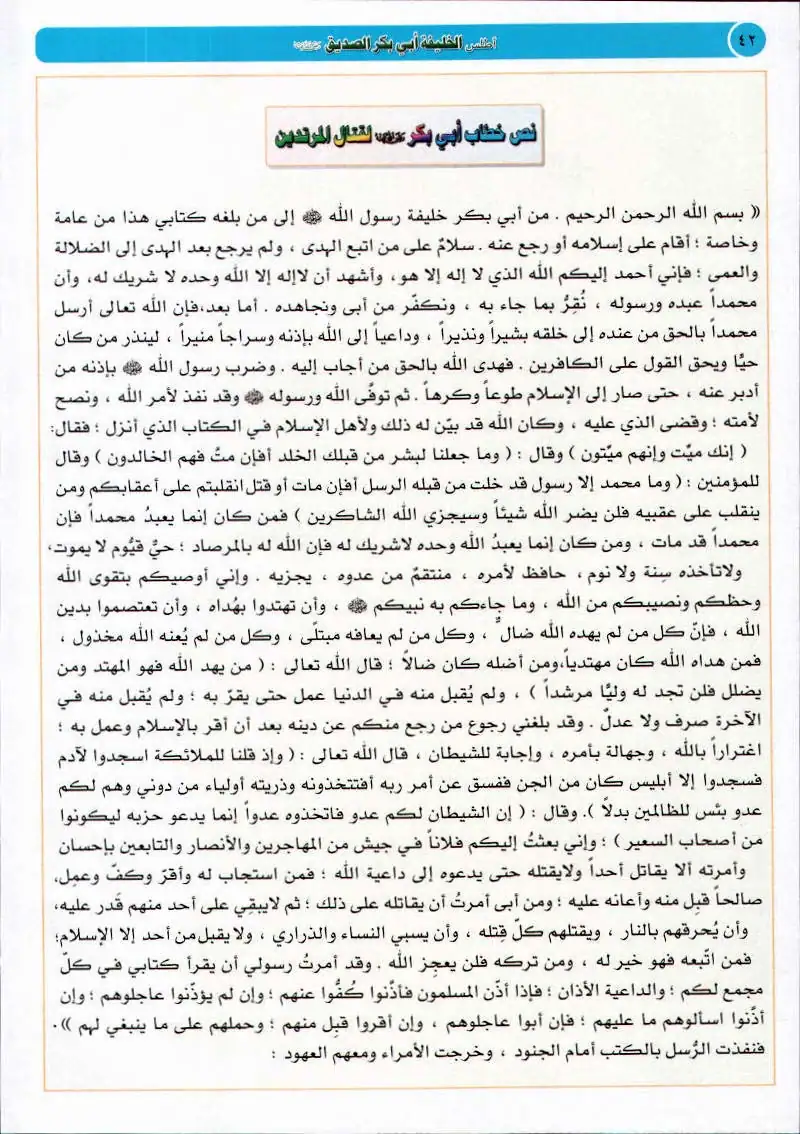 ٤٢
أطلس الخليفة أبي بكر الصديق رضي الله عنه
نص خطاب أبي بكر رضي الله عنه لقتال المرتدين
(( بسم الله الرحمن الرحيم . من أبي بكر خليفة رسول الله ﷺ إلى من بلغه كتابي هذا من عامة
وخاصة ؛ أقام على إسلامه أو رجع عنه . سلامٌ على من اتبع الهدى ، ولم يرجع بعد الهدى إلى الضلالة
والعمى ؛ فإني أحمد إليكم الله الذي لا إله إلا هو، وأشهد أن لاإله إلا الله وحده لا شريك له، وأن
محمداً عبده ورسوله ، نُقِرُّ بما جاء به ، ونكفّر من أبى ونجاهده . أما بعد،فإن الله تعالى أرسل
محمداً بالحق من عنده إلى خلقه بشيراً ونذيراً ، وداعياً إلى الله بإذنه وسراجاً منيراً ، لينذر من كان
حيًّا ويحق القول على الكافرين . فهدى الله بالحق من أجاب إليه . وضرب رسول الله ﷺ بإذنه من
أدبر عنه ، حتى صار إلى الإسلام طوعاً وكرهاً . ثم توفَّى الله ورسوله ﷺ وقد نفذ لأمر الله ، ونصح
لأمته ؛ وقضى الذي عليه ، وكان الله قد بيّن له ذلك ولأهل الإسلام في الكتاب الذي أنزل ؛ فقال:
( إنك ميّت وإنهم ميّتون ) وقال : ( وما جعلنا لبشر من قبلك الخلد أفإن متُ فهم الخالدون ) وقال
للمؤمنين : ( وما محمد إلا رسول قد خلت من قبله الرسل أفإن مات أو قتل انقلبتم على أعقابكم ومن
ينقلب على عقبيه فلن يضر الله شيئاً وسيجزي الله الشاكرين ) فمن كان إنما يعبدُ محمداً فإن
محمداً قد مات ، ومن كان إنما يعبدُ الله وحده لاشريك له فإن الله له بالمرصاد ؛ حيٌّ قيُّوم لا يموت،
ولاتأخذه سِنة ولا نوم ، حافظ لأمره ، منتقمٌ من عدوه ، يجزيه . وإني أوصيكم بتقوى الله
وحظكم ونصيبكم من الله ، وما جاءكم به نبيكم ﷺ ، وأن تهتدوا بهُداه ، وأن تعتصموا بدين
الله ، فإنّ كل من لم يهده الله ضالٌّ ، وكل من لم يعافه مبتلًى ، وكل من لم يُعنه الله مخذول ،
فمن هداه الله كان مهتدياً،ومن أضله كان ضالاً ؛ قال الله تعالى : ( من يهد الله فهو المهتد ومن
يضلل فلن تجد له وليًّا مرشداً ) ، ولم يُقبل منه في الدنيا عمل حتى يقرّ به ؛ ولم يُقبل منه في
الآخرة صرف ولا عدلٌ . وقد بلغني رجوع من رجع منكم عن دينه بعد أن أقر بالإسلام وعمل به ؛
اغتراراً بالله ، وجهالة بأمره ، وإجابة للشيطان ، قال الله تعالى : ( وإذ قلنا للملائكة اسجدوا لآدم
فسجدوا إلا أبليس كان من الجن ففسق عن أمر ربه أفتتخذونه وذريته أولياء من دوني وهم لكم
عدو بئس للظالمين بدلاً ). وقال : ( إن الشيطان لكم عدو فاتخذوه عدواً إنما يدعو حزبه ليكونوا
من أصحاب السعير ) ؛ وإني بعثتُ إليكم فلاناً في جيش من المهاجرين والأنصار والتابعين بإحسان
وأمرته ألا يقاتل أحداً ولايقتله حتى يدعوه إلى داعية الله ؛ فمن استجاب له وأقرّ وكفّ وعمِل،
صالحاً قبِل منه وأعانه عليه ؛ ومن أبى أمرتُ أن يقاتله على ذلك ؛ ثم لايبقِي على أحد منهم قَدر عليه،
وأن يُحرقهم بالنار ، ويقتلهم كلّ قِتله ، وأن يسبي النساء والذراري ، ولا يقبل من أحد إلا الإسلام؛
فمن اتّبعه فهو خير له ، ومن تركه فلن يعجِز الله . وقد أمرتُ رسولي أن يقرأ كتابي في كلّ
مجمع لكم ؛ والداعية الأذان ؛ فإذا أذّن المسلمون فأذّنوا كُفُّوا عنهم ؛ وإن لم يؤذّنوا عاجلوهم ؛ وإن
أذّنوا اسألوهم ما عليهم ؛ فإن أبوا عاجلوهم ، وإن أقروا قبِل منهم ؛ وحملهم على ما ينبغي لهم )).
فنفذت الرُّسل بالكتب أمام الجنود ، وخرجت الأمراء ومعهم العهود :